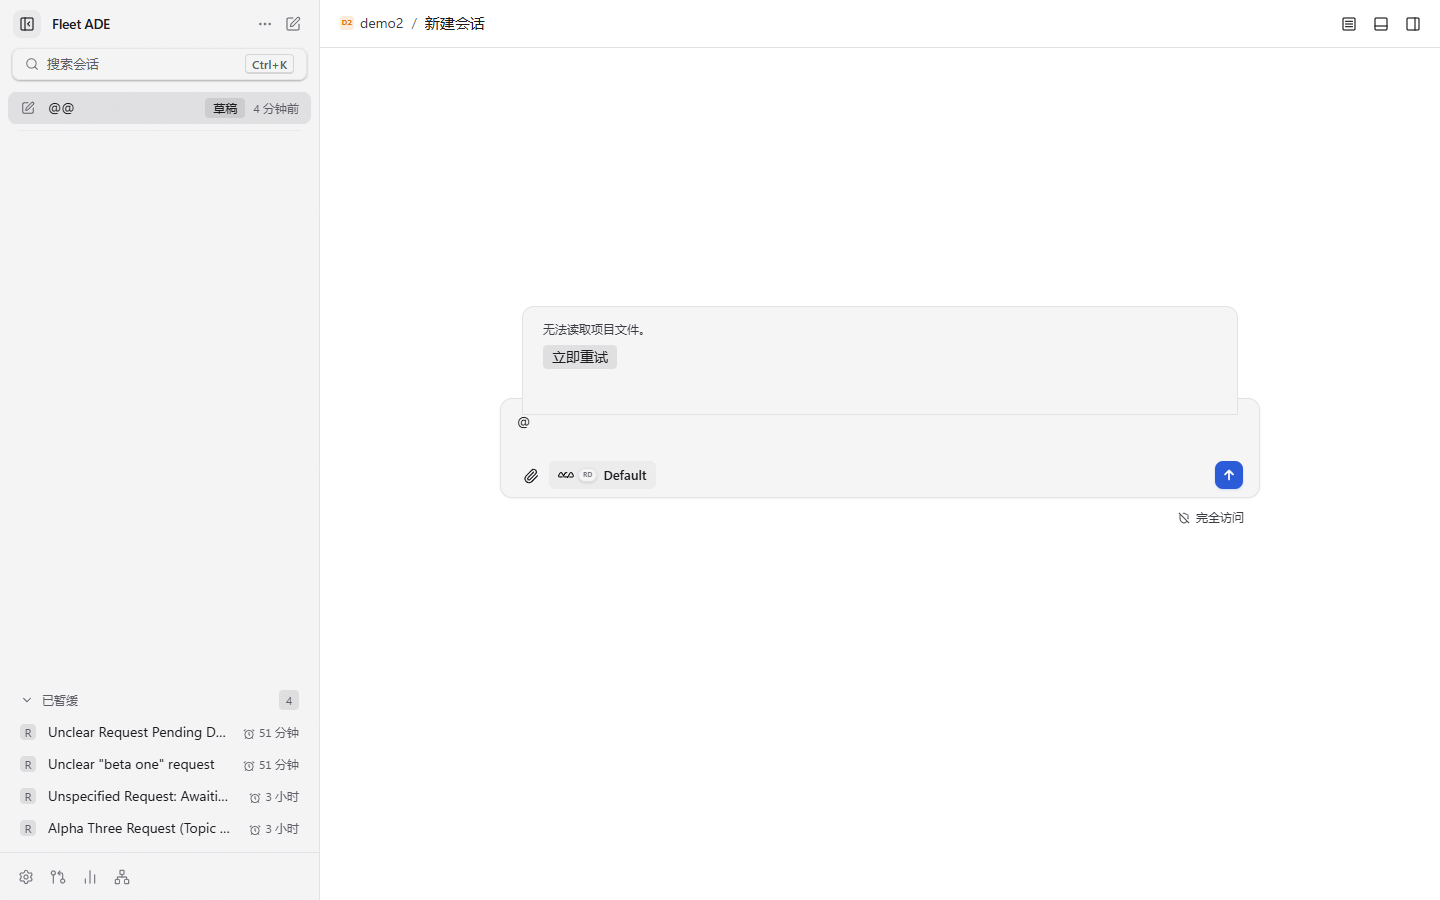 Fleet ADE
搜索会话 Ctrl+K
@@ 草稿 4 分钟前
已暂缓 4
R Unclear Request Pending D... 51 分钟
R Unclear "beta one" request 51 分钟
R Unspecified Request: Awaiti... 3 小时
R Alpha Three Request (Topic ... 3 小时
D2 demo2 / 新建会话
无法读取项目文件。
立即重试
@
RD Default
完全访问